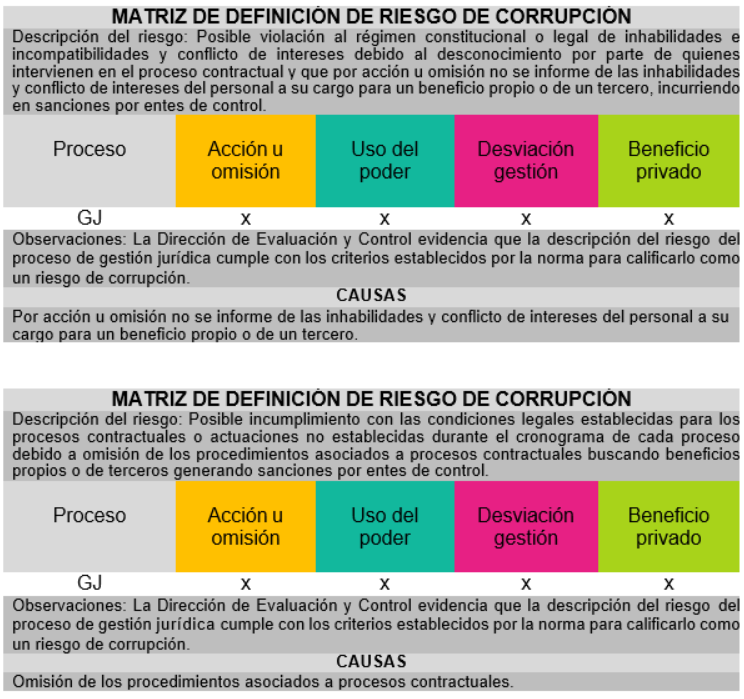 MATRIZ DE DEFINICIÓN DE RIESGO DE CORRUPCIÓN
Descripción del riesgo: Posible violación al régimen constitucional o legal de inhabilidades e
incompatibilidades y conflicto de intereses debido al desconocimiento por parte de quienes
intervienen en el proceso contractual y que por acción u omisión no se informe de las inhabilidades
y conflicto de intereses del personal a su cargo para un beneficio propio o de un tercero, incurriendo
en sanciones por entes de control.
Proceso Acción u omisión Uso del poder Desviación gestión Beneficio privado
GJ x x x x
Observaciones: La Dirección de Evaluación y Control evidencia que la descripción del riesgo del
proceso de gestión jurídica cumple con los criterios establecidos por la norma para calificarlo como
un riesgo de corrupción.
CAUSAS
Por acción u omisión no se informe de las inhabilidades y conflicto de intereses del personal a su
cargo para un beneficio propio o de un tercero.
MATRIZ DE DEFINICIÓN DE RIESGO DE CORRUPCIÓN
Descripción del riesgo: Posible incumplimiento con las condiciones legales establecidas para los
procesos contractuales o actuaciones no establecidas durante el cronograma de cada proceso
debido a omisión de los procedimientos asociados a procesos contractuales buscando beneficios
propios o de terceros generando sanciones por entes de control.
Proceso Acción u omisión Uso del poder Desviación gestión Beneficio privado
GJ x x x x
Observaciones: La Dirección de Evaluación y Control evidencia que la descripción del riesgo del
proceso de gestión jurídica cumple con los criterios establecidos por la norma para calificarlo como
un riesgo de corrupción.
CAUSAS
Omisión de los procedimientos asociados a procesos contractuales.